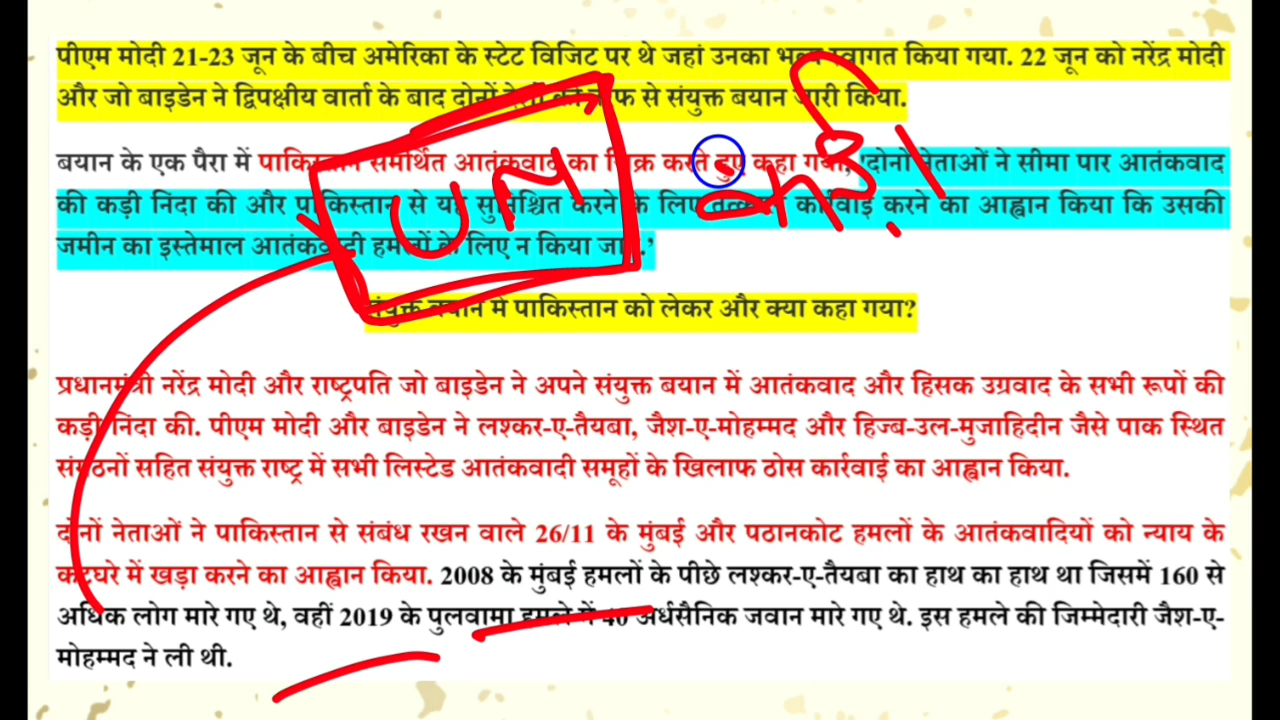 पीएम मोदी 21-23 जून के बीच अमेरिका के स्टेट विजिट पर थे जहां उनका भव्य स्वागत किया गया. 22 जून को नरेंद्र मोदी
और जो बाइडेन ने द्विपक्षीय वार्ता के बाद दोनों देशों की तरफ से संयुक्त बयान जारी किया.
बयान के एक पैरा में पाकिस्तान समर्थित आतंकवाद का जिक्र करते हुए कहा गया, 'दोनों नेताओं ने सीमा पार आतंकवाद
की कड़ी निंदा की और पाकिस्तान से यह सुनिश्चित करने के लिए तत्काल कार्रवाई करने का आह्वान किया कि उसकी
जमीन का इस्तेमाल आतंकवादी हमलों के लिए न किया जाए.'
UN
संयुक्त बयान में पाकिस्तान को लेकर और क्या कहा गया?
प्रधानमंत्री नरेंद्र मोदी और राष्ट्रपति जो बाइडेन ने अपने संयुक्त बयान में आतंकवाद और हिंसक उग्रवाद के सभी रूपों की
कड़ी निंदा की. पीएम मोदी और बाइडेन ने लश्कर-ए-तैयबा, जैश-ए-मोहम्मद और हिज्ब-उल-मुजाहिदीन जैसे पाक स्थित
संगठनों सहित संयुक्त राष्ट्र में सभी लिस्टेड आतंकवादी समूहों के खिलाफ ठोस कार्रवाई का आह्वान किया.
दोनों नेताओं ने पाकिस्तान से संबंध रखन वाले 26/11 के मुंबई और पठानकोट हमलों के आतंकवादियों को न्याय के
कटघरे में खड़ा करने का आह्वान किया. 2008 के मुंबई हमलों के पीछे लश्कर-ए-तैयबा का हाथ का हाथ था जिसमें 160 से
अधिक लोग मारे गए थे, वहीं 2019 के पुलवामा हमले में 40 अर्धसैनिक जवान मारे गए थे. इस हमले की जिम्मेदारी जैश-ए-
मोहम्मद ने ली थी.